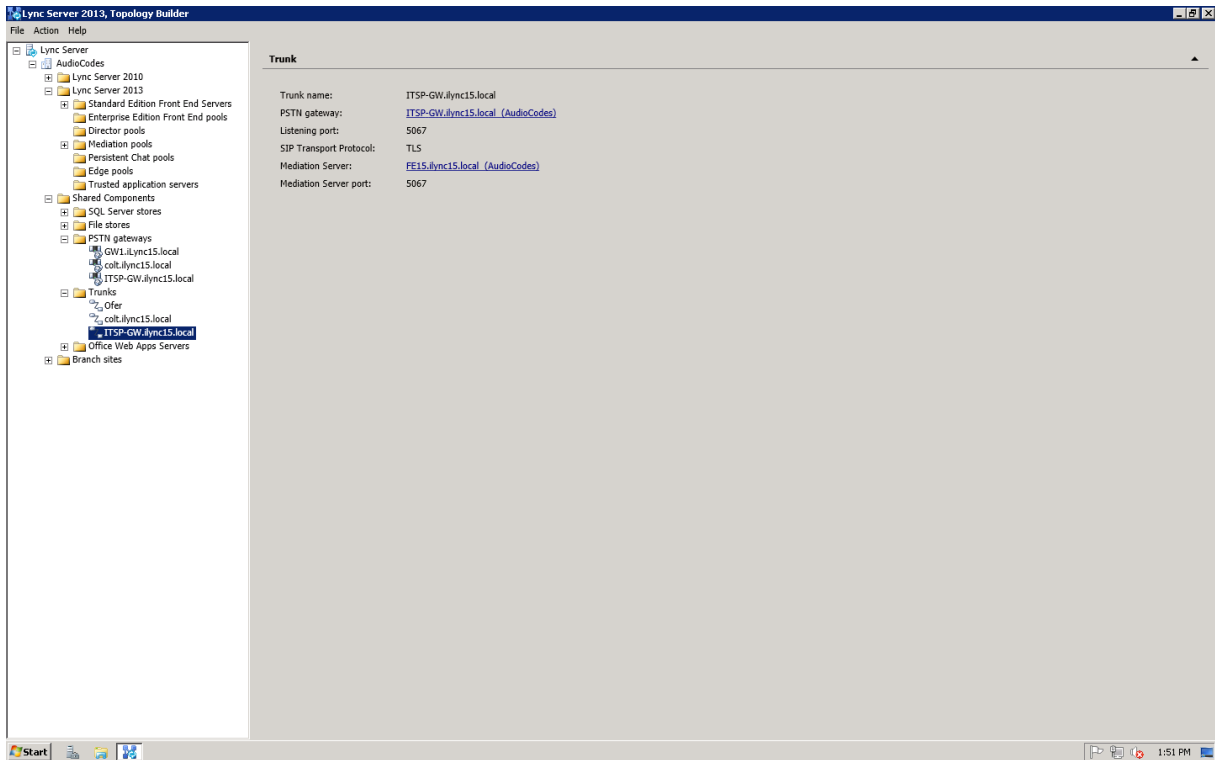 Lync Server 2013, Topology Builder
File Action Help
Lync Server
AudioCodes
Lync Server 2010
Lync Server 2013
Standard Edition Front End Servers
Enterprise Edition Front End pools
Director pools
Mediation pools
Persistent Chat pools
Edge pools
Trusted application servers
Shared Components
SQL Server stores
File stores
PSTN gateways
GW1.iLync15.local
colt.ilync15.local
ITSP-GW.ilync15.local
Trunks
Ofer
colt.ilync15.local
ITSP-GW.ilync15.local
Office Web Apps Servers
Branch sites
Trunk
Trunk name: ITSP-GW.ilync15.local
PSTN gateway: ITSP-GW.ilync15.local (AudioCodes)
Listening port: 5067
SIP Transport Protocol: TLS
Mediation Server: FE15.ilync15.local (AudioCodes)
Mediation Server port: 5067
Start 1:51 PM